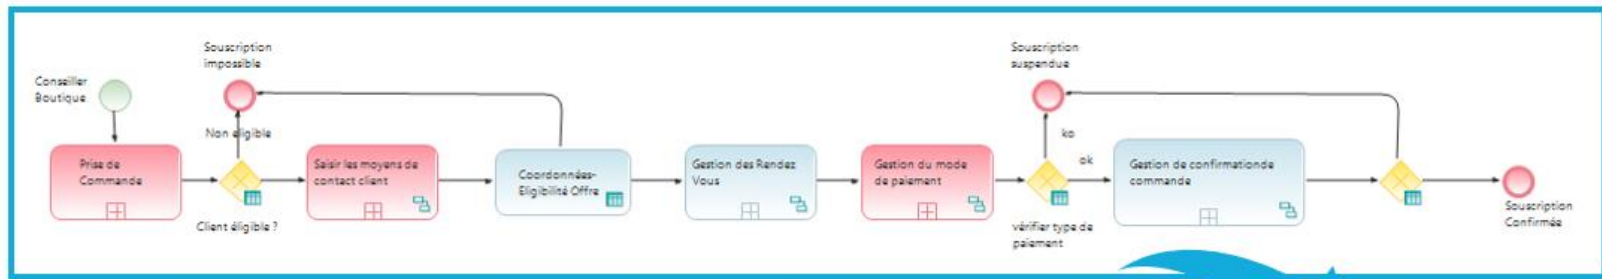 Conseiller
Boutique
Prise de
Commande
Souscription
impossible
Non eligible
Client éligible ?
Saisir les moyens de
contact client
Coordonnées-
Eligibilité Offre
Gestion des Rendez
Vous
Gestion du mode
de paiement
Souscription
suspendue
ko
ok
vérifier type de
paiement
Gestion de confirmationde
commande
Souscription
Confirmée